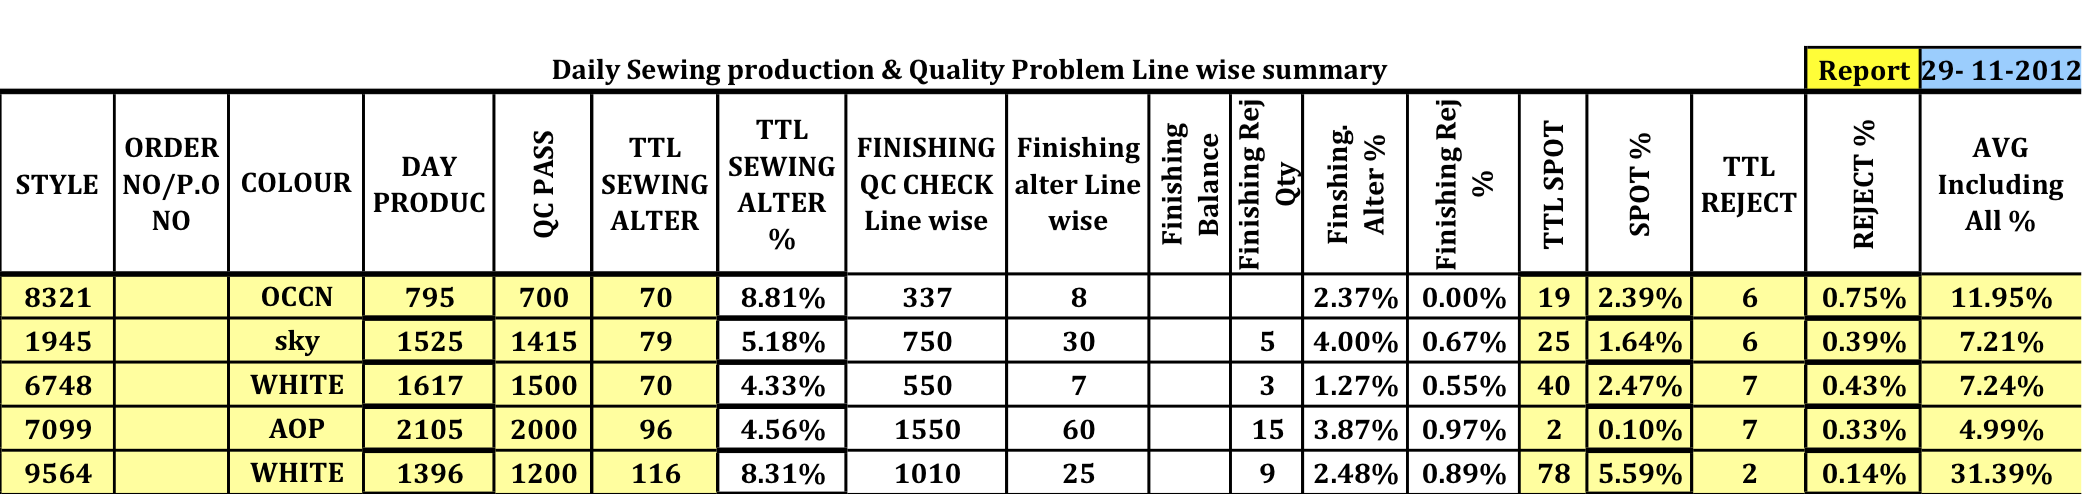 Daily Sewing production & Quality Problem Line wise summary Report 29- 11-2012
STYLE ORDER NO/P.O NO COLOUR DAY PRODUC QC PASS TTL SEWING ALTER TTL SEWING ALTER % FINISHING QC CHECK Line wise Finishing alter Line wise Finishing Balance Finishing Rej Qty Finshing. Alter % Finishing Rej % TTL SPOT SPOT % TTL REJECT REJECT % AVG Including All %
8321 OCCN 795 700 70 8.81% 337 8 2.37% 0.00% 19 2.39% 6 0.75% 11.95%
1945 sky 1525 1415 79 5.18% 750 30 5 4.00% 0.67% 25 1.64% 6 0.39% 7.21%
6748 WHITE 1617 1500 70 4.33% 550 7 3 1.27% 0.55% 40 2.47% 7 0.43% 7.24%
7099 AOP 2105 2000 96 4.56% 1550 60 15 3.87% 0.97% 2 0.10% 7 0.33% 4.99%
9564 WHITE 1396 1200 116 8.31% 1010 25 9 2.48% 0.89% 78 5.59% 2 0.14% 31.39%